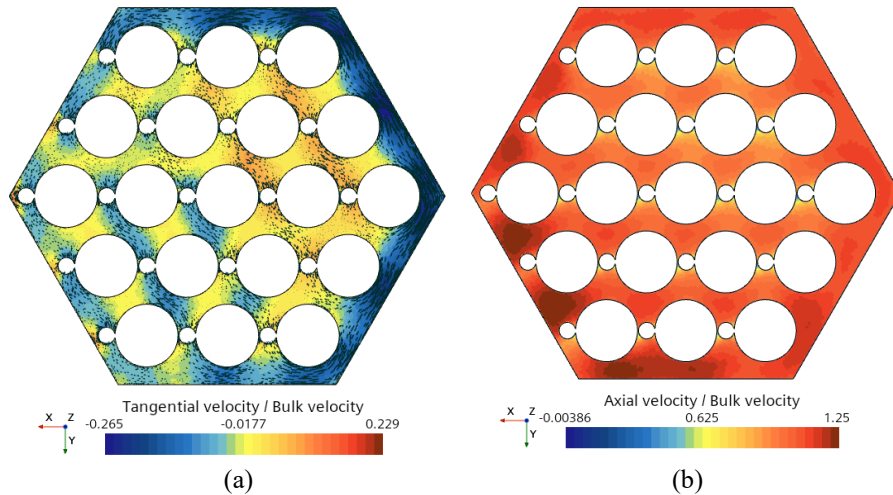 Tangential velocity / Bulk velocity
-0.265 -0.0177 0.229
X Z
Y
(a)
Axial velocity / Bulk velocity
-0.00386 0.625 1.25
X Z
Y
(b)